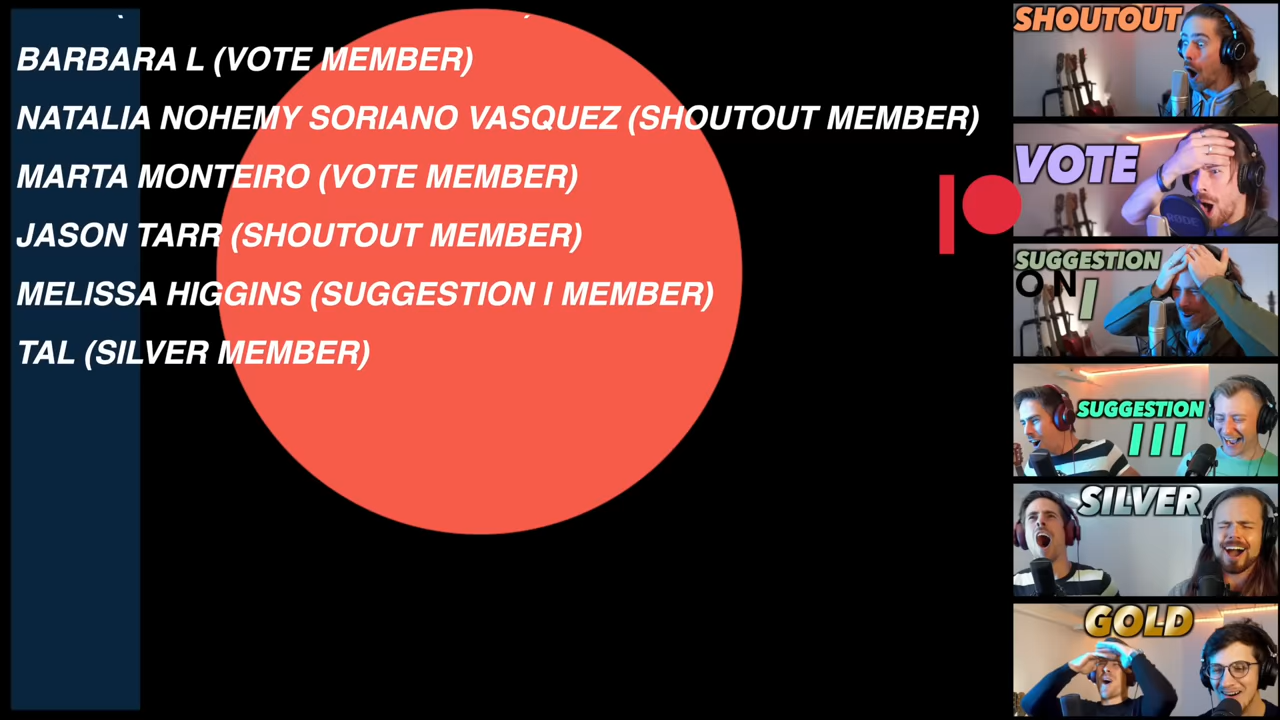 BARBARA L (VOTE MEMBER)
NATALIA NOHEMY SORIANO VASQUEZ (SHOUTOUT MEMBER)
MARTA MONTEIRO (VOTE MEMBER)
JASON TARR (SHOUTOUT MEMBER)
MELISSA HIGGINS (SUGGESTION I MEMBER)
TAL (SILVER MEMBER)
SHOUTOUT
VOTE
RØDE
SUGGESTION
I
ON
SUGGESTION
III
SILVER
GOLD